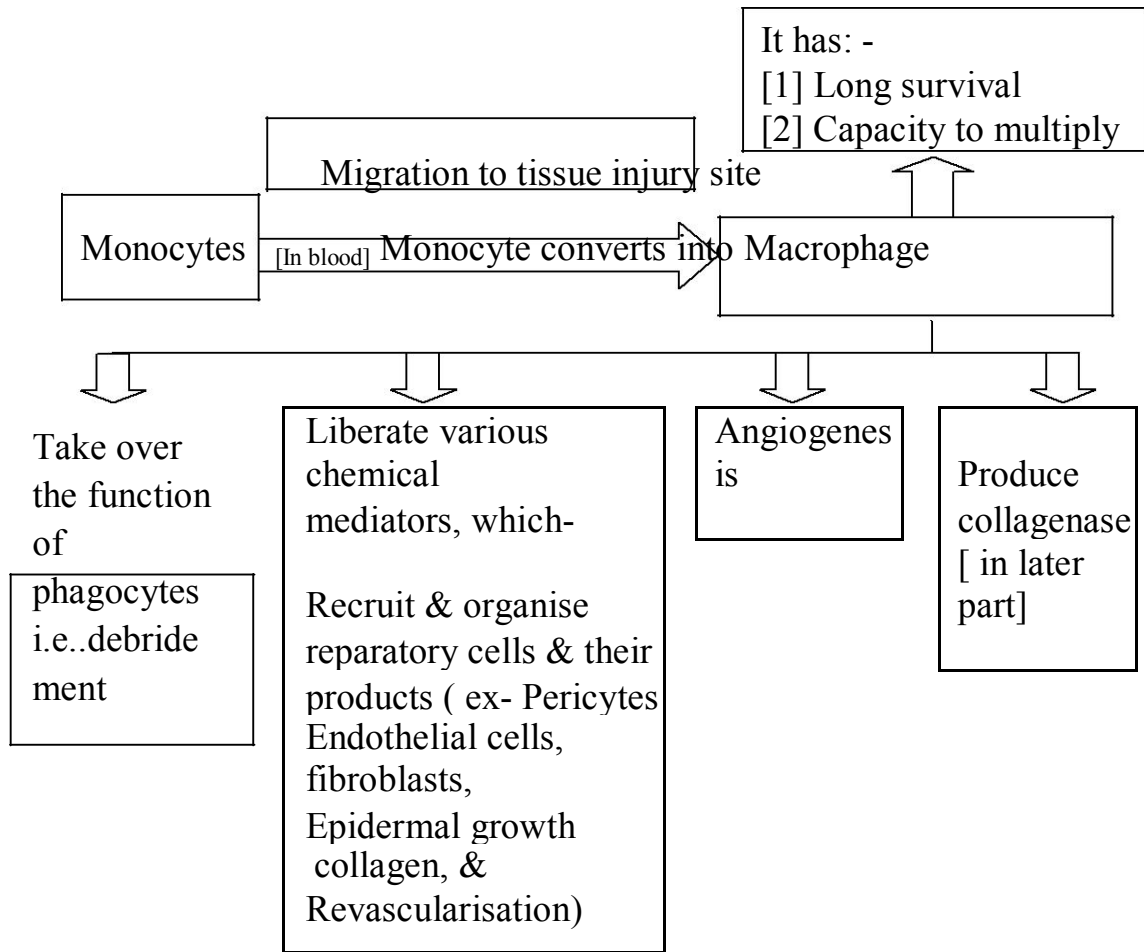 It has: -
[1] Long survival
[2] Capacity to multiply
Migration to tissue injury site
Monocytes [In blood] Monocyte converts into Macrophage
Take over
the function
of
phagocytes
i.e..debride
ment
Liberate various
chemical
mediators, which-
Recruit & organise
reparatory cells & their
products ( ex- Pericytes
Endothelial cells,
fibroblasts,
Epidermal growth
collagen, &
Revascularisation)
Angiogenes
is
Produce
collagenase
[ in later
part]